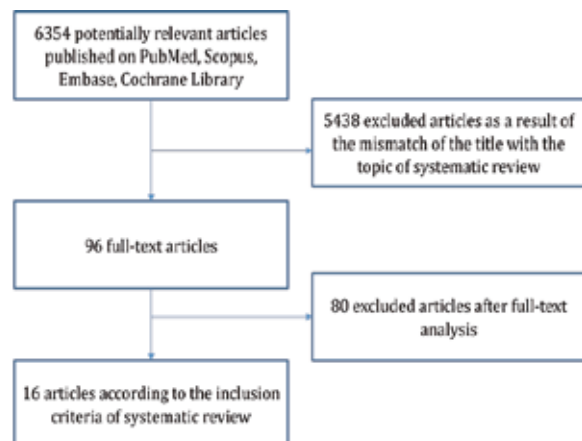 6354 potentially relevant articles
published on PubMed, Scopus,
Embase, Cochrane Library
5438 excluded articles as a result of
the mismatch of the title with the
topic of systematic review
96 full-text articles
80 excluded articles after full-text
analysis
16 articles according to the inclusion
criteria of systematic review